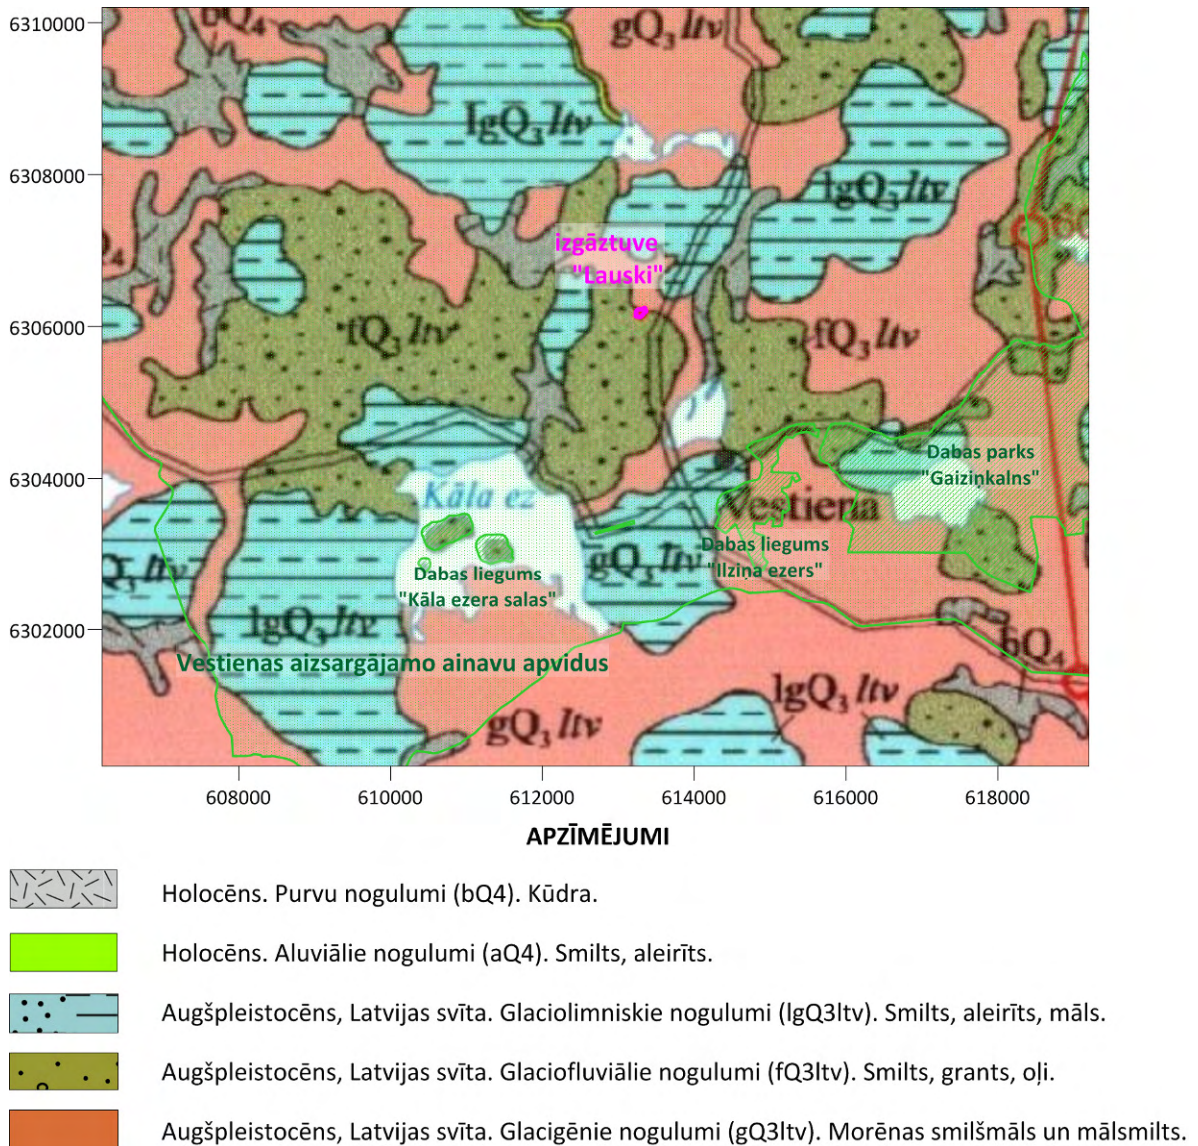 6310000
bQ4
gQ3 ltv
lgQ3 ltv
6308000
lgQ3 ltv
izgāztuve
"Lauski"
6306000
fQ3 ltv
fQ3 ltv
Dabas parks
"Gaiziņkalns"
6304000
Kāla ez
Vestiena
Dabas liegums
"Ilziņa ezers"
Q3 ltv
gQ3 ltv
Dabas liegums
"Kāla ezera salas"
6302000
lgQ3 ltv
Vestienas aizsargājamo ainavu apvidus
bQ4
lgQ3 ltv
gQ3 ltv
608000 610000 612000 614000 616000 618000
APZĪMĒJUMI
Holocēns. Purvu nogulumi (bQ4). Kūdra.
Holocēns. Aluviālie nogulumi (aQ4). Smilts, aleirīts.
Augšpleistocēns, Latvijas svīta. Glaciolimniskie nogulumi (lgQ3ltv). Smilts, aleirīts, māls.
Augšpleistocēns, Latvijas svīta. Glaciofluviālie nogulumi (fQ3ltv). Smilts, grants, oļi.
Augšpleistocēns, Latvijas svīta. Glacigēnie nogulumi (gQ3ltv). Morēnas smilšmāls un mālsmilts.